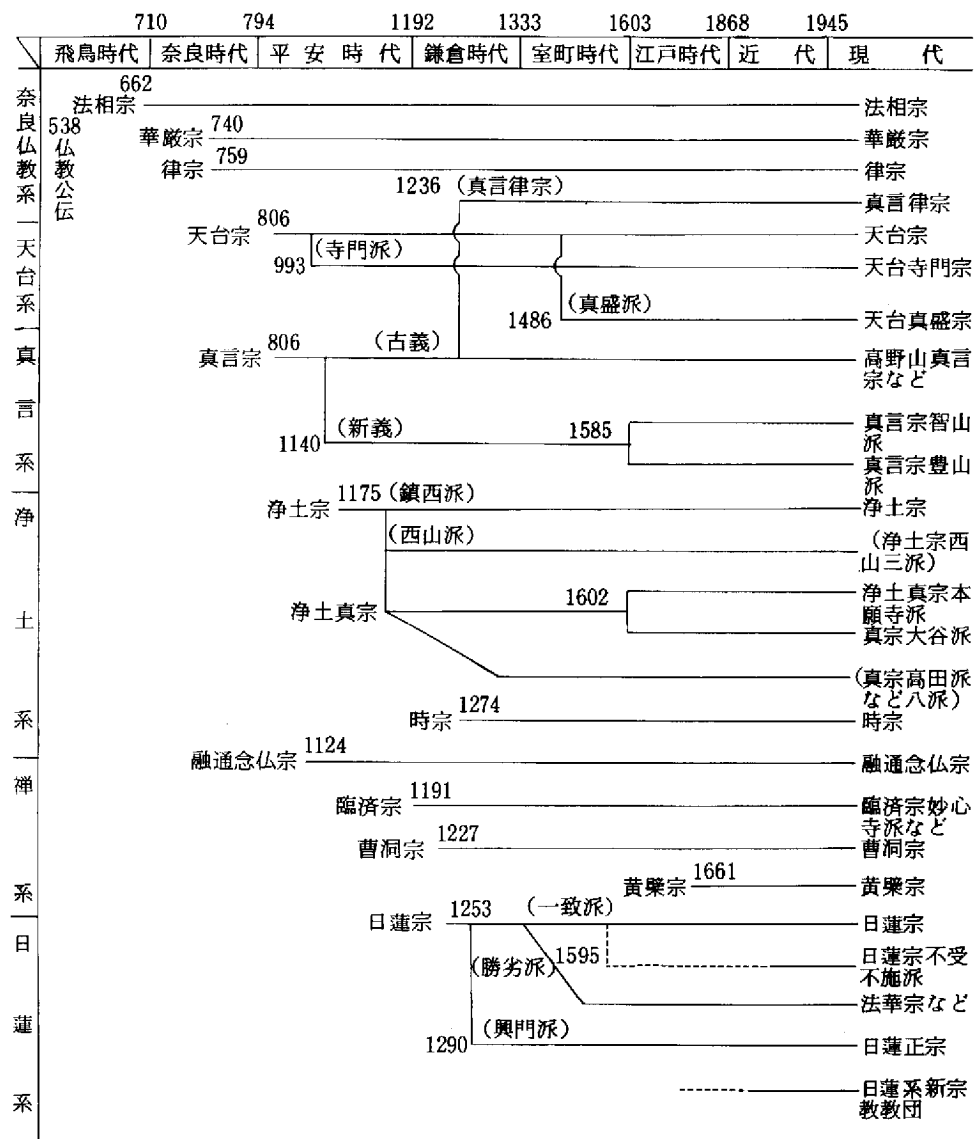 710 794 1192 1333 1603 1868 1945
飛鳥時代 奈良時代 平安時代 鎌倉時代 室町時代 江戸時代 近代 現代
奈良仏教系
天台系
真言系
浄土系
禅系
日蓮系
662
法相宗 法相宗
538
仏教公伝
740
華厳宗 華厳宗
759
律宗 律宗
1236 (真言律宗)
真言律宗
806
天台宗 天台宗
(寺門派)
993 天台寺門宗
(真盛派)
1486 天台真盛宗
806 (古義)
真言宗 高野山真言
宗など
(新義)
1140 1585
真言宗智山
派
真言宗豊山
派
1175 (鎮西派)
浄土宗 浄土宗
(西山派)
(浄土宗西
山三派)
浄土真宗 1602
浄土真宗本
願寺派
真宗大谷派
(真宗高田派
など八派)
1274
時宗 時宗
1124
融通念仏宗 融通念仏宗
1191
臨済宗 臨済宗妙心
寺派など
1227
曹洞宗 曹洞宗
1661
黄檗宗 黄檗宗
1253 (一致派)
日蓮宗 日蓮宗
(勝劣派) 1595
日蓮宗不受
不施派
法華宗など
(興門派)
1290 日蓮正宗
日蓮系新宗
教教団